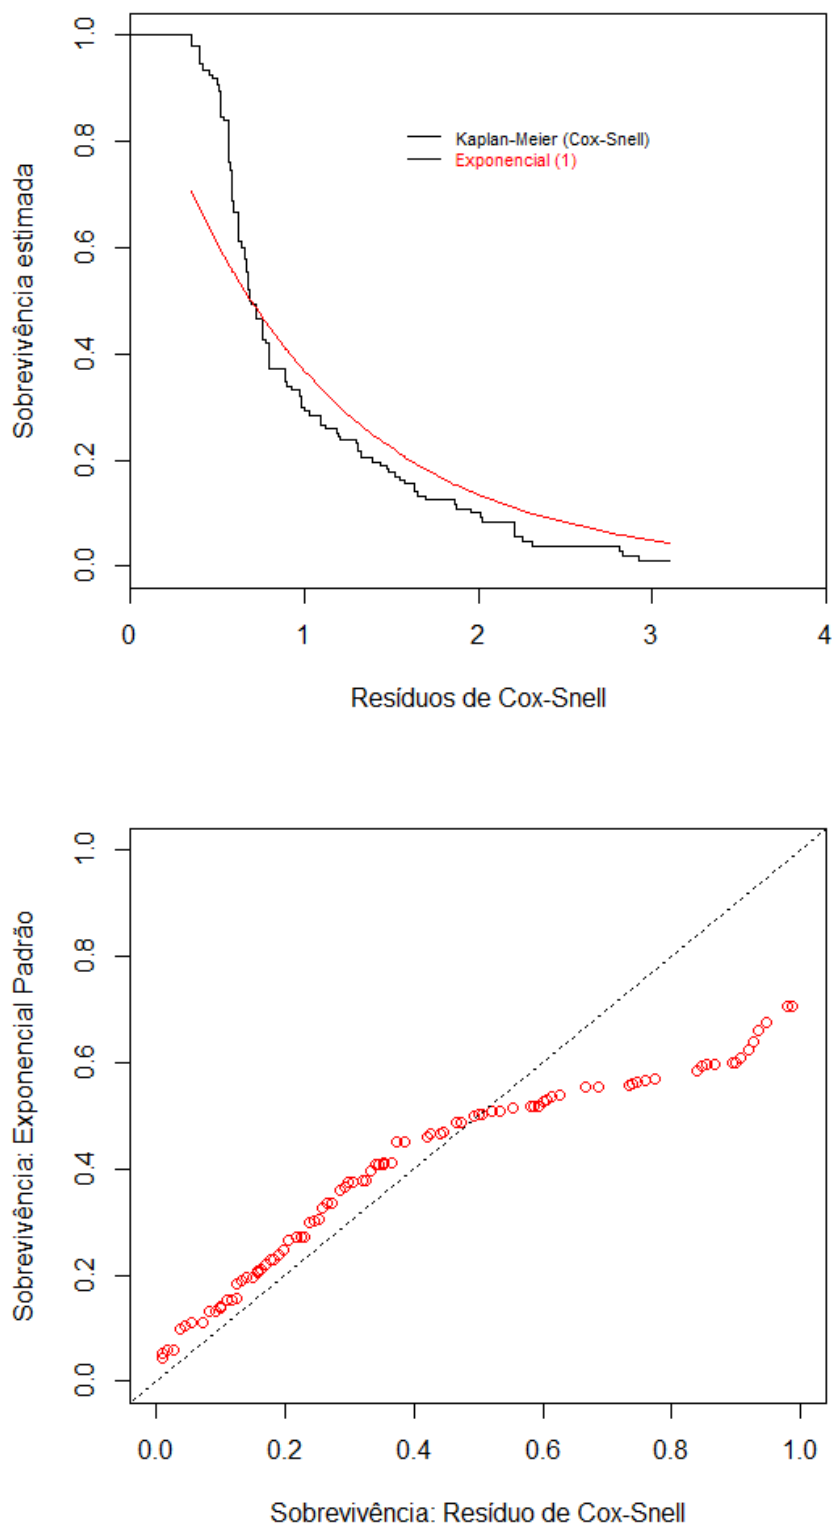 1.0
0.8
0.6
0.4
0.2
0.0
Sobrevivência estimada
Kaplan-Meier (Cox-Snell)
Exponencial (1)
0 1 2 3 4
Resíduos de Cox-Snell
1.0
0.8
0.6
0.4
0.2
0.0
Sobrevivência: Exponencial Padrão
0.0 0.2 0.4 0.6 0.8 1.0
Sobrevivência: Resíduo de Cox-Snell